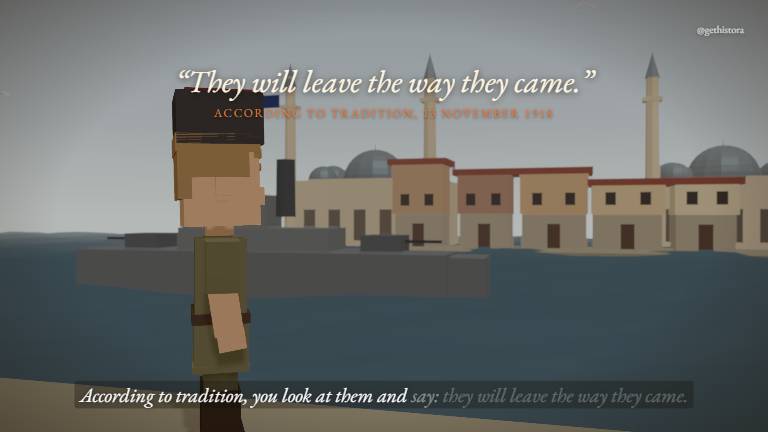 @gethistora
“They will leave the way they came.”
ACCORDING TO TRADITION, 13 NOVEMBER 1918
According to tradition, you look at them and say: they will leave the way they came.